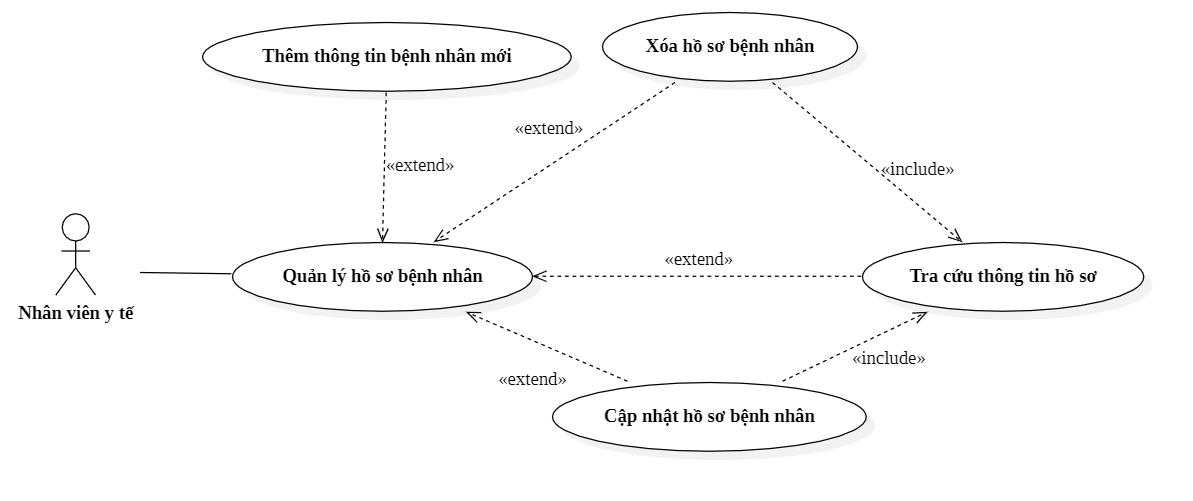 Thêm thông tin bệnh nhân mới
Xóa hồ sơ bệnh nhân
«extend»
«extend»
«include»
Nhân viên y tế
Quản lý hồ sơ bệnh nhân
«extend»
Tra cứu thông tin hồ sơ
«extend»
«include»
Cập nhật hồ sơ bệnh nhân